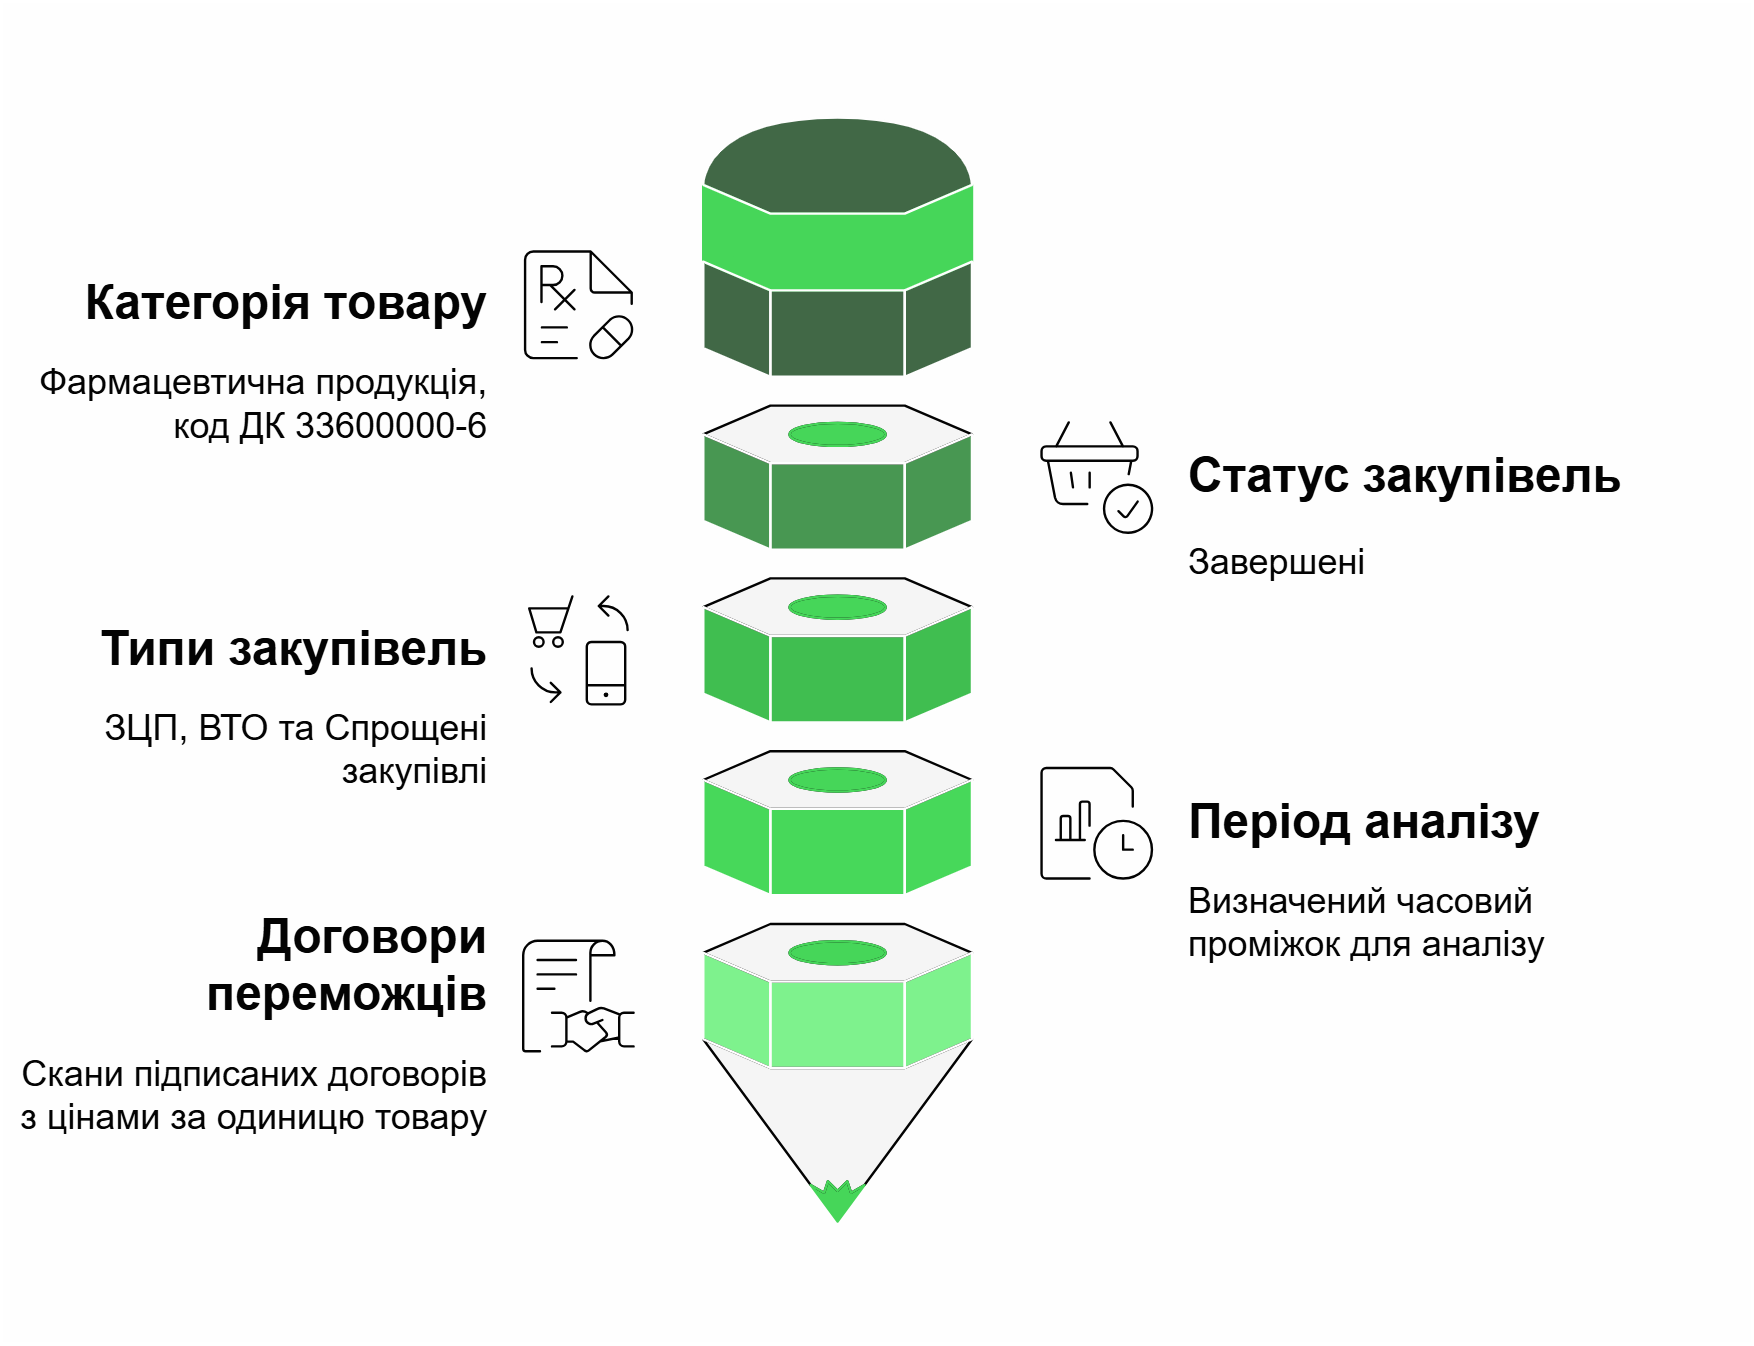 Категорія товару
Фармацевтична продукція,
код ДК 33600000-6
Статус закупівель
Завершені
Типи закупівель
ЗЦП, ВТО та Спрощені
закупівлі
Період аналізу
Визначений часовий
проміжок для аналізу
Договори
переможців
Скани підписаних договорів
з цінами за одиницю товару
Rx